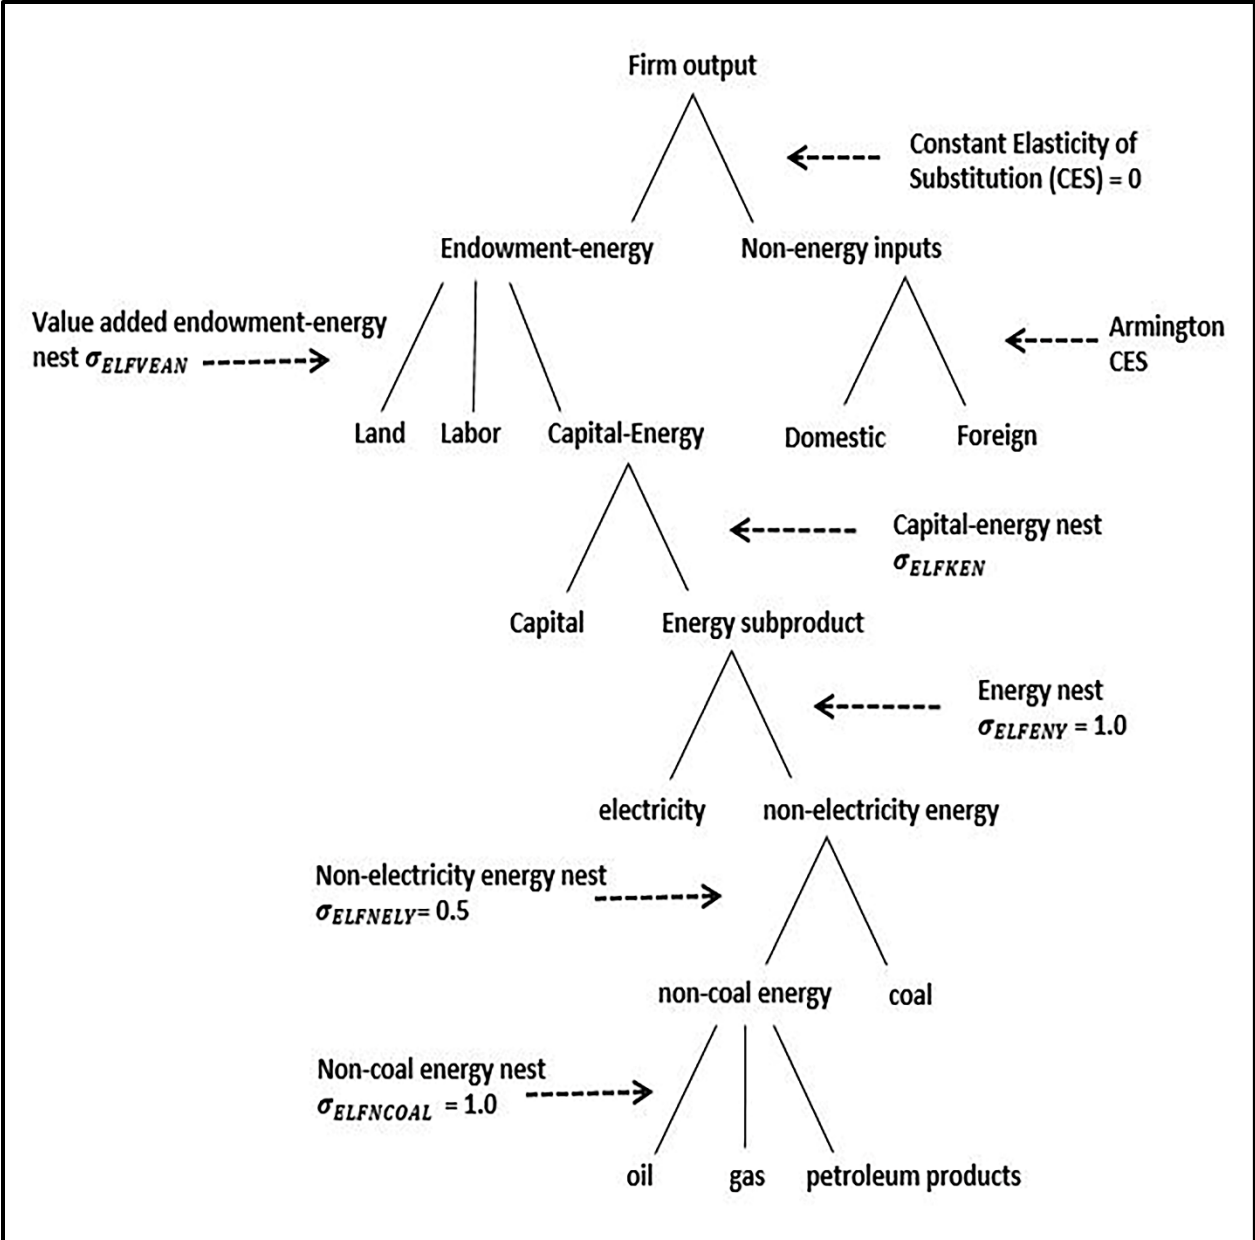 Firm output
Constant Elasticity of
Substitution (CES) = 0
Endowment-energy
Non-energy inputs
Value added endowment-energy
nest σELFVEAN
Armington
CES
Land
Labor
Capital-Energy
Domestic
Foreign
Capital-energy nest
σELFKEN
Capital
Energy subproduct
Energy nest
σELFENY = 1.0
electricity
non-electricity energy
Non-electricity energy nest
σELFNELY= 0.5
non-coal energy
coal
Non-coal energy nest
σELFNCOAL = 1.0
oil
gas
petroleum products